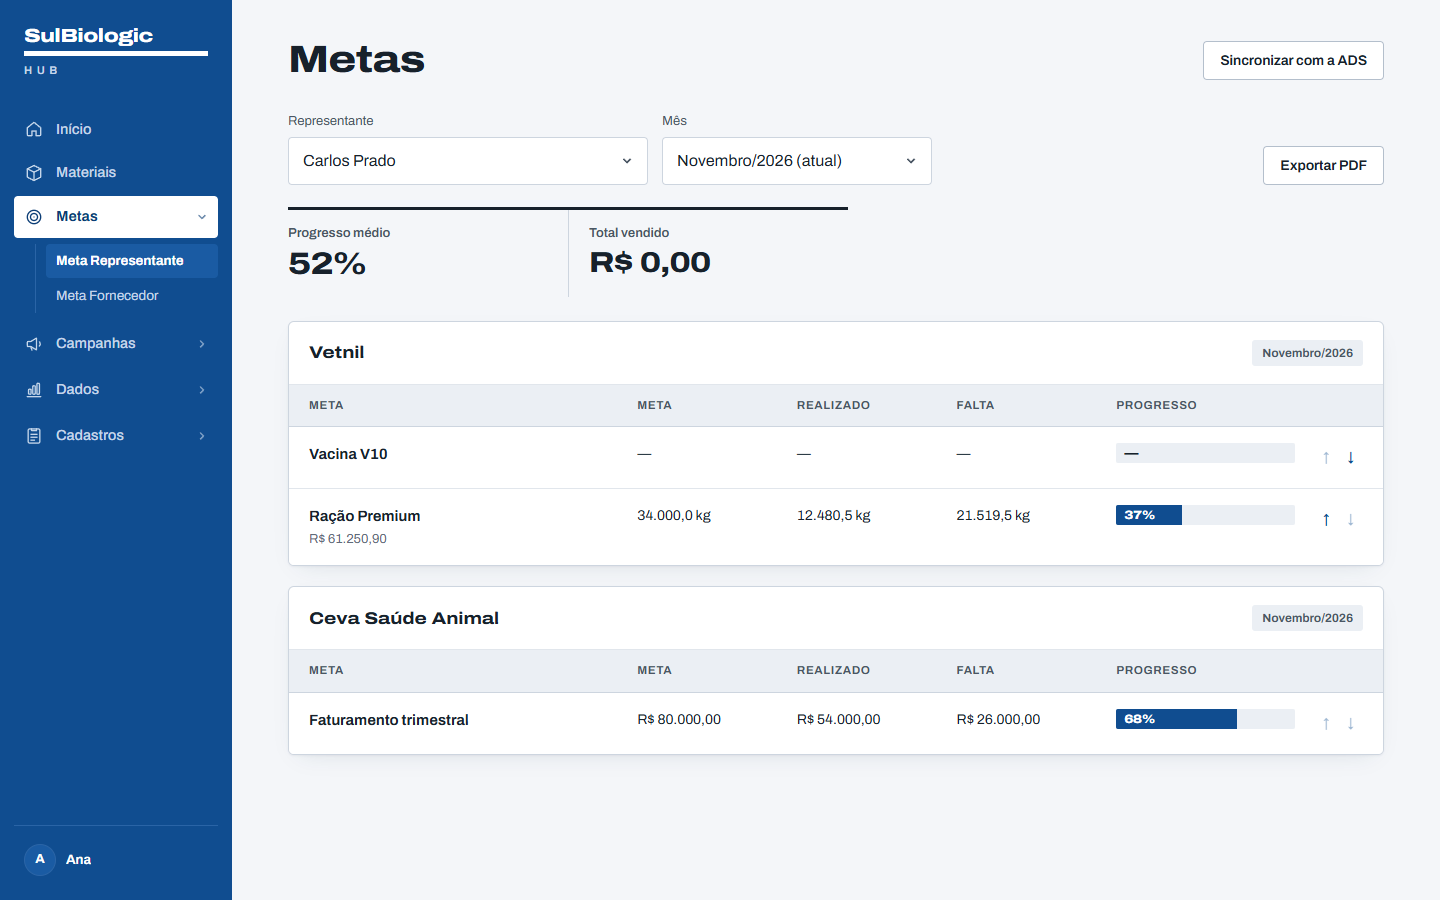 SulBiologic
HUB
Início
Materiais
Metas
Meta Representante
Meta Fornecedor
Campanhas
Dados
Cadastros
A Ana
Metas
Sincronizar com a ADS
Representante
Mês
Carlos Prado
Novembro/2026 (atual)
Exportar PDF
Progresso médio
52%
Total vendido
R$ 0,00
Vetnil
Novembro/2026
META META REALIZADO FALTA PROGRESSO
Vacina V10 — — — — ↑ ↓
Ração Premium 34.000,0 kg 12.480,5 kg 21.519,5 kg 37% ↑ ↓
R$ 61.250,90
Ceva Saúde Animal
Novembro/2026
META META REALIZADO FALTA PROGRESSO
Faturamento trimestral R$ 80.000,00 R$ 54.000,00 R$ 26.000,00 68% ↑ ↓